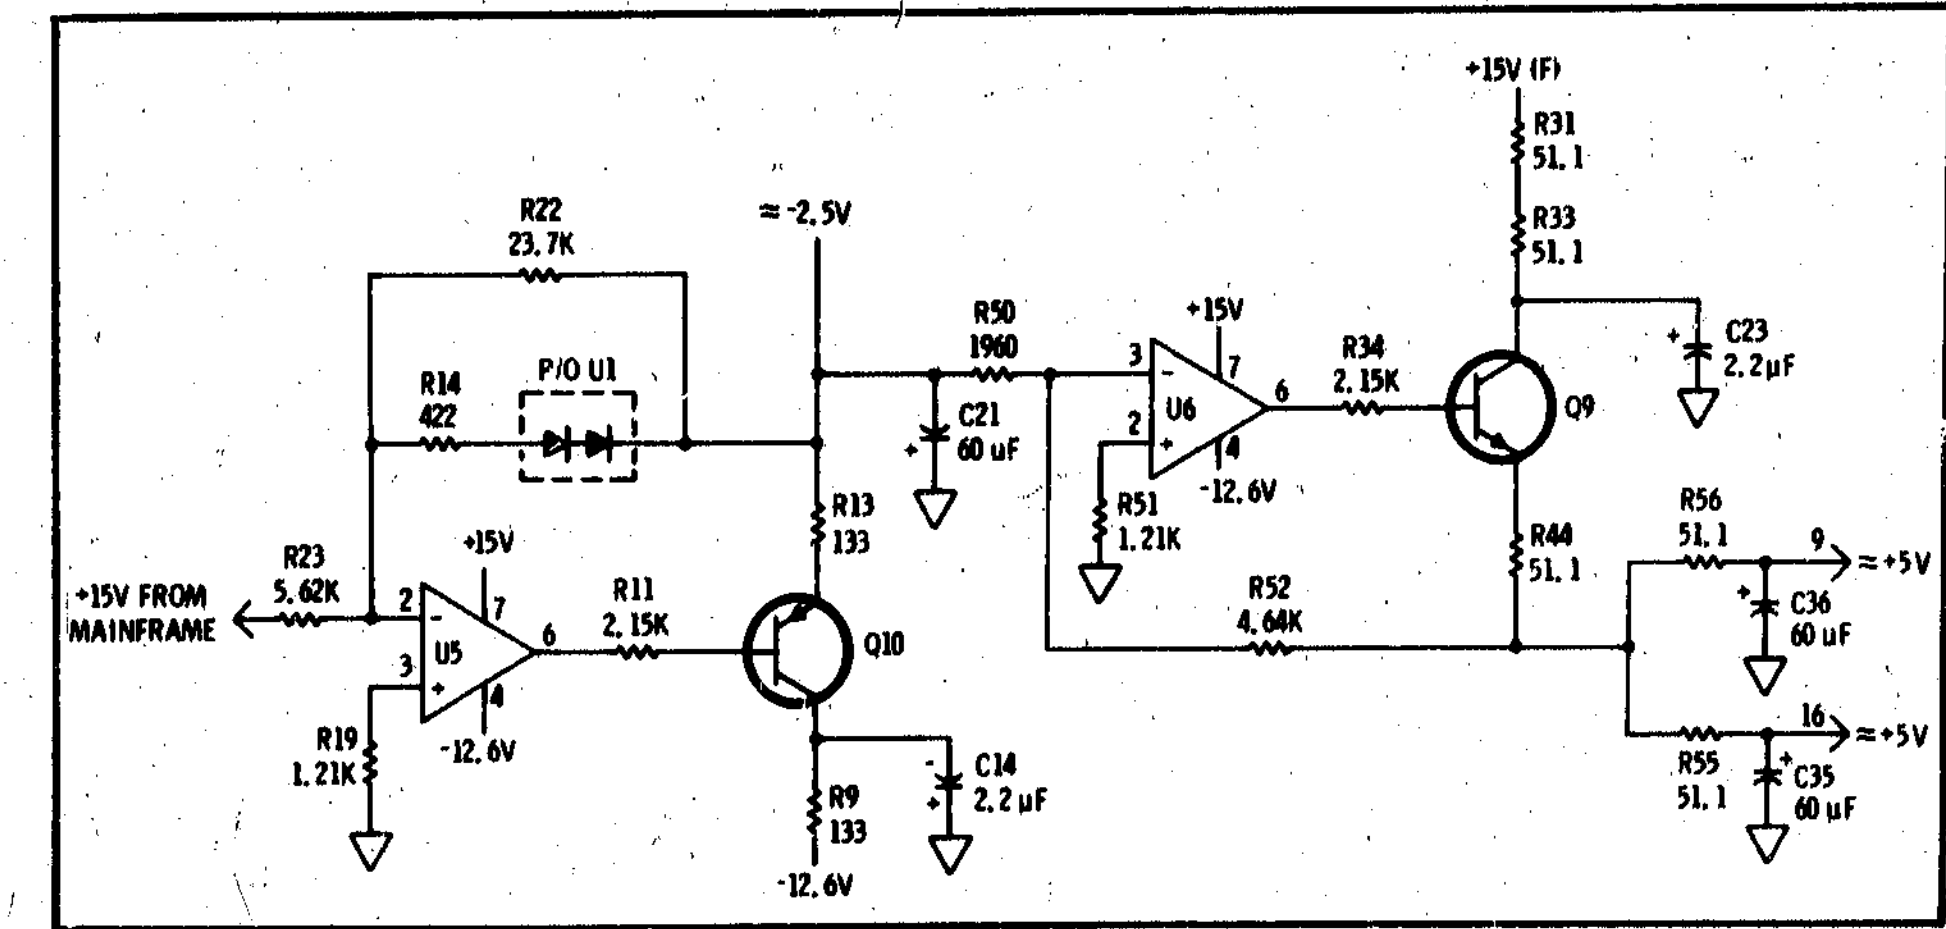 +15V (F)
R31
51.1
R33
51.1
R22
23.7K
≈ -2.5V
R50
1960
+15V
3
-
7
U6
6
2
+
4
-12.6V
R34
2.15K
Q9
+
C23
2.2µF
R14
422
P/O U1
C21
+
60 uF
R51
1.21K
R13
133
R44
51.1
R56
51.1
9
≈ +5V
+
C36
60 uF
R52
4.64K
+15V FROM
MAINFRAME
R23
5.62K
+15V
2
-
7
U5
6
3
+
4
-12.6V
R11
2.15K
Q10
R19
1.21K
-
C14
+
2.2 µF
R9
133
-12.6V
16
≈ +5V
R55
51.1
+
C35
60 uF